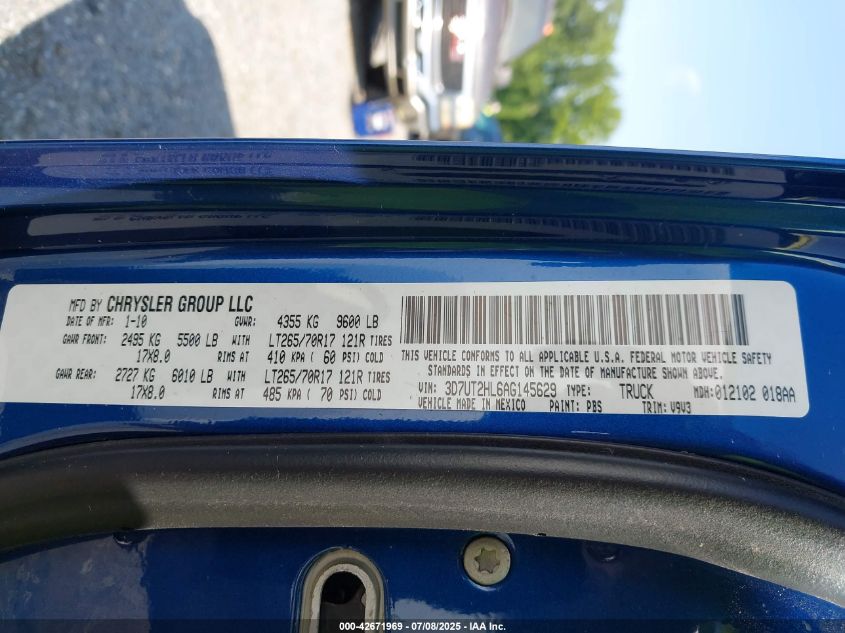 MFD BY CHRYSLER GROUP LLC
DATE OF MFR: 1-10 GVWR: 4355 KG 9600 LB
GAWR FRONT: 2495 KG 5500 LB WITH LT265/70R17 121R TIRES
17X8.0 RIMS AT 410 KPA ( 60 PSI) COLD
GAWR REAR: 2727 KG 6010 LB WITH LT265/70R17 121R TIRES
17X8.0 RIMS AT 485 KPA ( 70 PSI) COLD
THIS VEHICLE CONFORMS TO ALL APPLICABLE U.S.A. FEDERAL MOTOR VEHICLE SAFETY
STANDARDS IN EFFECT ON THE DATE OF MANUFACTURE SHOWN ABOVE
VIN: 3D7UT2HL6AG145629 TYPE: TRUCK MDH: 012102 018AA
VEHICLE MADE IN MEXICO PAINT: PBS TRIM: V9V3
000-42671969 - 07/08/2025 - IAA Inc.